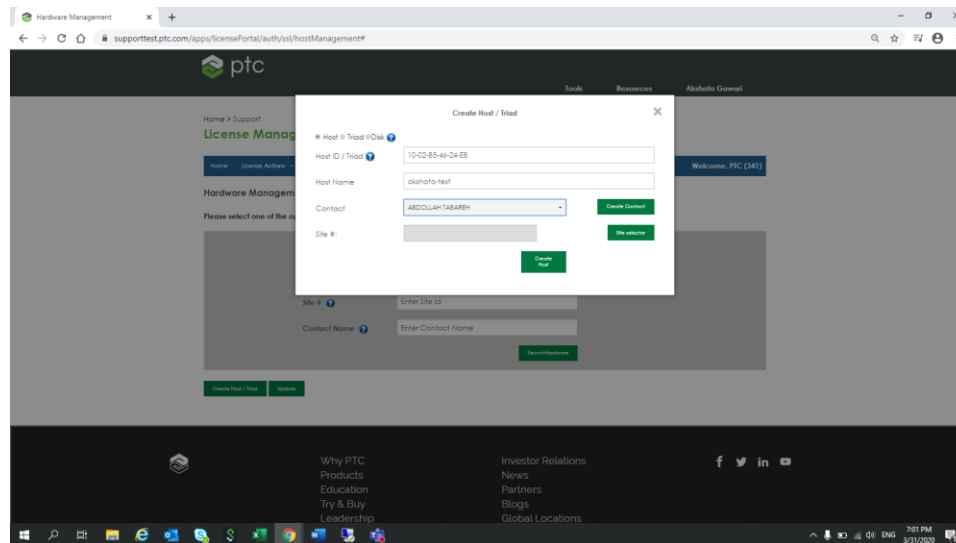 Hardware Management
supporttest.ptc.com/apps/licensePortal/auth/ssl/hostManagement#
ptc
Tools Resources Akshata Gawari
Home > Support
License Manag
Home License Actions Welcome, PTC (341)
Hardware Managem
Please select one of the op
Create Host / Triad
Host Triad Disk
Host ID / Triad 10-02-B5-46-24-EB
Host Name akshata-test
Contact ABDOLLAH TABAREH Create Contact
Site #: Site selector
Create
Host
Site # Enter Site Id
Contact Name Enter Contact Name
SearchHardware
Create Host / Triad Update
Why PTC Investor Relations
Products News
Education Partners
Try & Buy Blogs
Leadership Global Locations
ENG 7:01 PM
3/31/2020